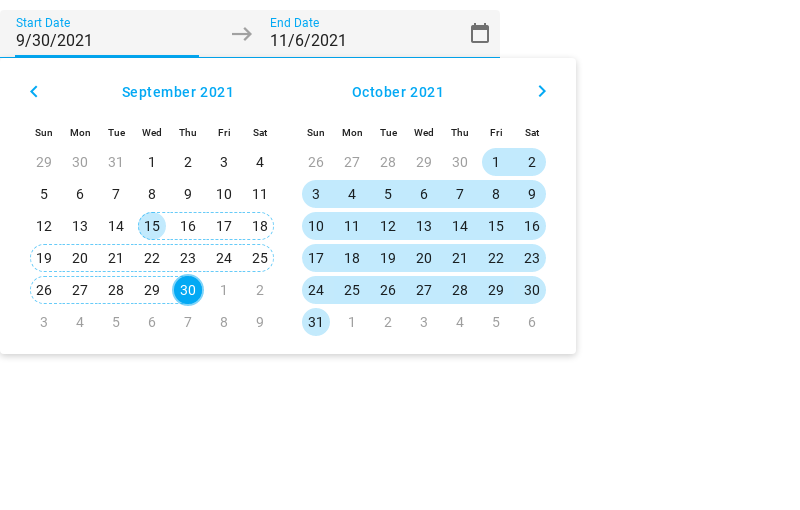 Start Date End Date
9/30/2021 11/6/2021
September 2021 October 2021
Sun Mon Tue Wed Thu Fri Sat Sun Mon Tue Wed Thu Fri Sat
29 30 31 1 2 3 4 26 27 28 29 30 1 2
5 6 7 8 9 10 11 3 4 5 6 7 8 9
12 13 14 15 16 17 18 10 11 12 13 14 15 16
19 20 21 22 23 24 25 17 18 19 20 21 22 23
26 27 28 29 30 1 2 24 25 26 27 28 29 30
3 4 5 6 7 8 9 31 1 2 3 4 5 6